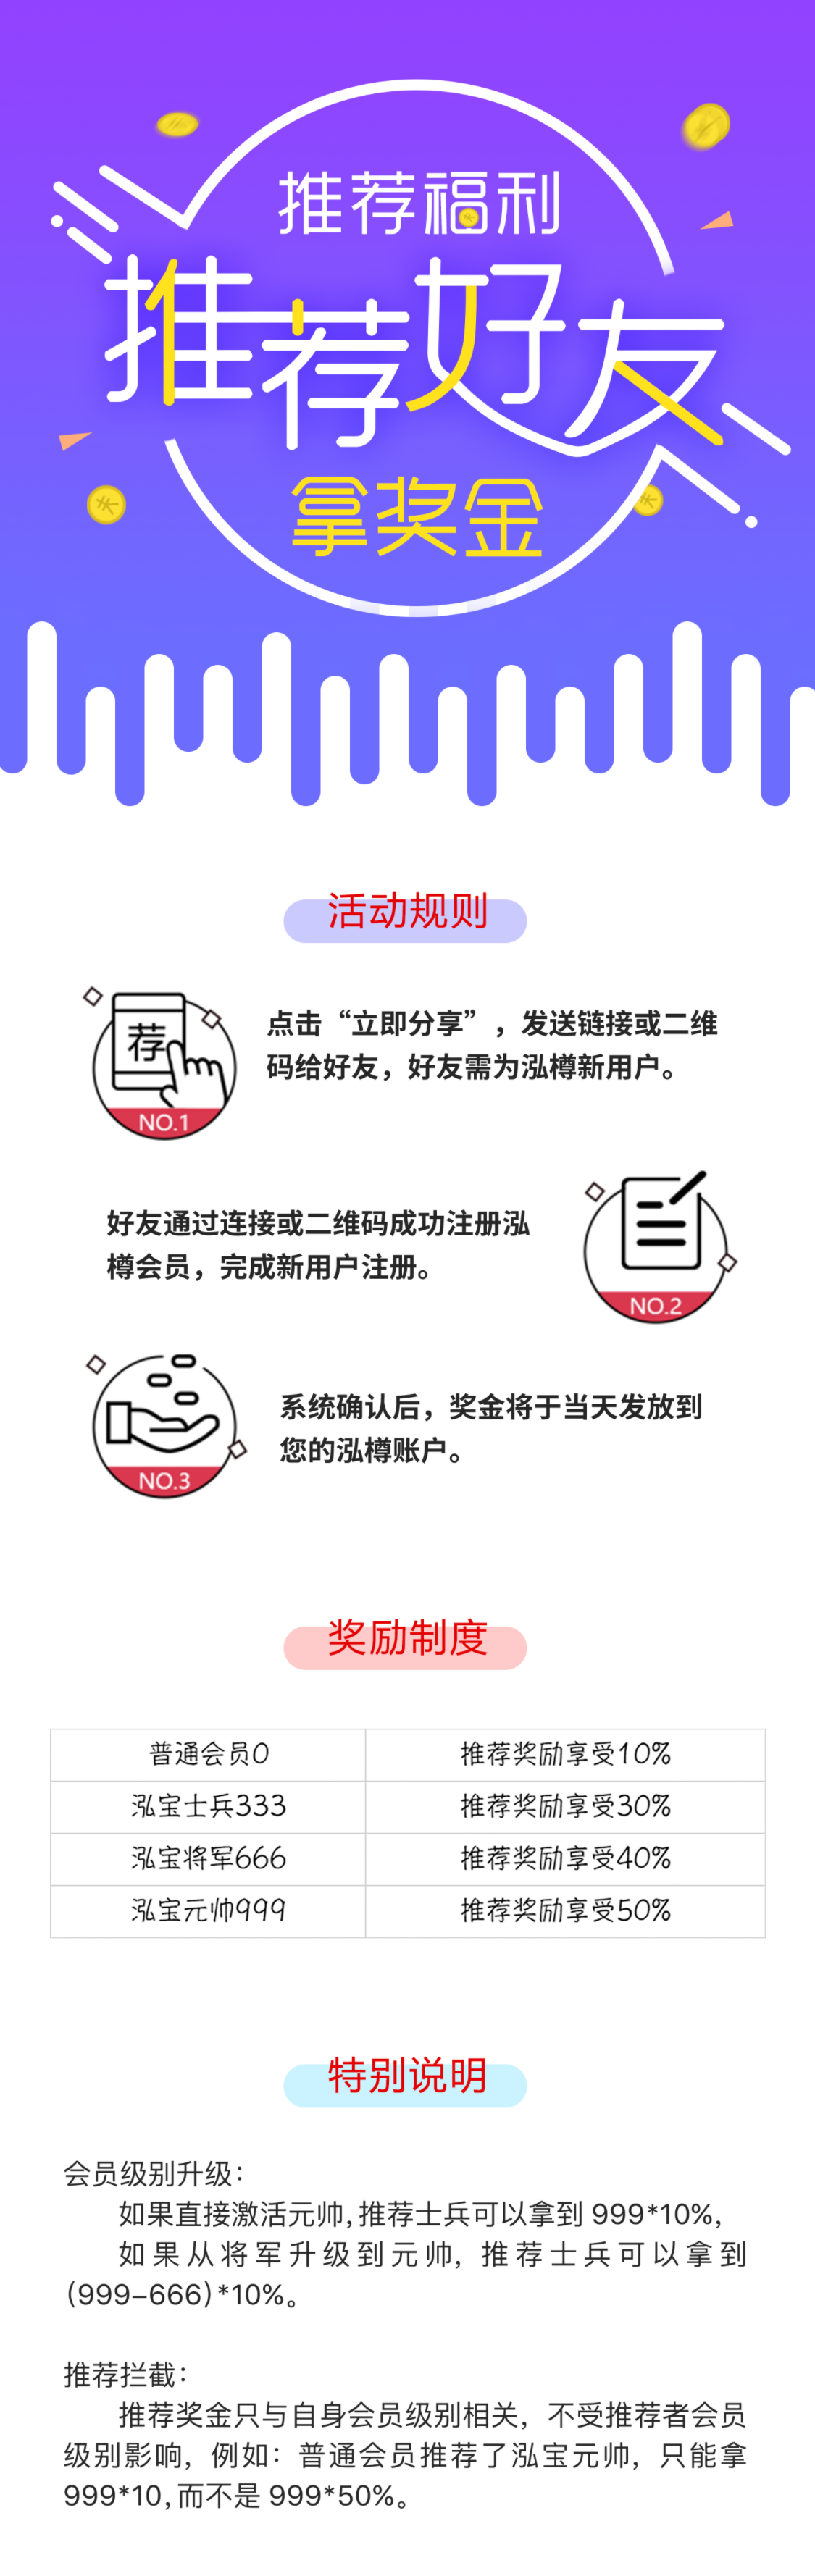 推荐福利
推荐好友
拿奖金
活动规则
荐
NO.1
点击“立即分享”，发送链接或二维
码给好友，好友需为泓樽新用户。
好友通过连接或二维码成功注册泓
樽会员，完成新用户注册。
NO.2
NO.3
系统确认后，奖金将于当天发放到
您的泓樽账户。
奖励制度
普通会员0 推荐奖励享受10%
泓宝士兵333 推荐奖励享受30%
泓宝将军666 推荐奖励享受40%
泓宝元帅999 推荐奖励享受50%
特别说明
会员级别升级：
如果直接激活元帅,推荐士兵可以拿到 999*10%,
如果从将军升级到元帅，推荐士兵可以拿到
(999-666)*10%。
推荐拦截：
推荐奖金只与自身会员级别相关，不受推荐者会员
级别影响，例如：普通会员推荐了泓宝元帅，只能拿
999*10,而不是 999*50%。